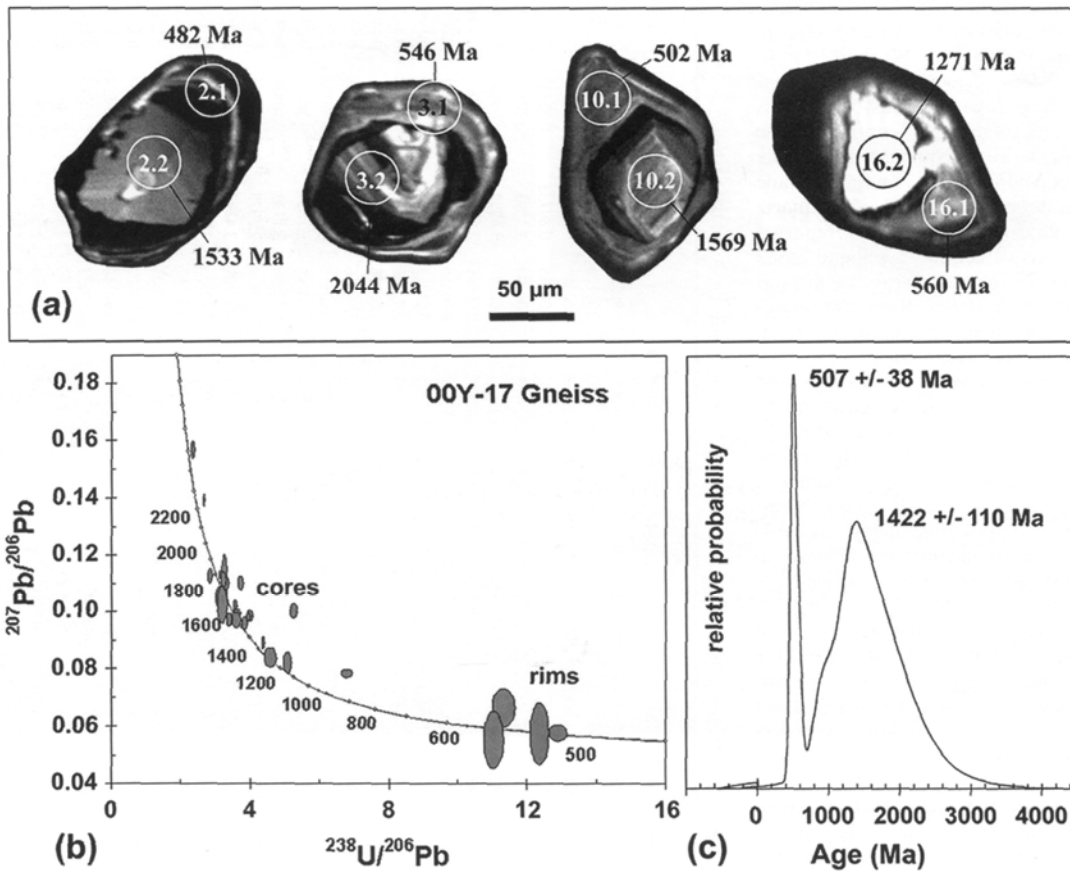 482 Ma
546 Ma
502 Ma
1271 Ma
2.1
3.1
10.1
2.2
3.2
10.2
16.2
16.1
1533 Ma
2044 Ma
1569 Ma
560 Ma
50 µm
(a)
00Y-17 Gneiss
207Pb/206Pb
0.18
0.16
0.14
0.12
0.10
0.08
0.06
0.04
2200
2000
1800
1600
1400
1200
1000
800
600
500
cores
rims
0 4 8 12 16
238U/206Pb
(b)
507 +/-38 Ma
1422 +/-110 Ma
relative probability
0 1000 2000 3000 4000
Age (Ma)
(c)